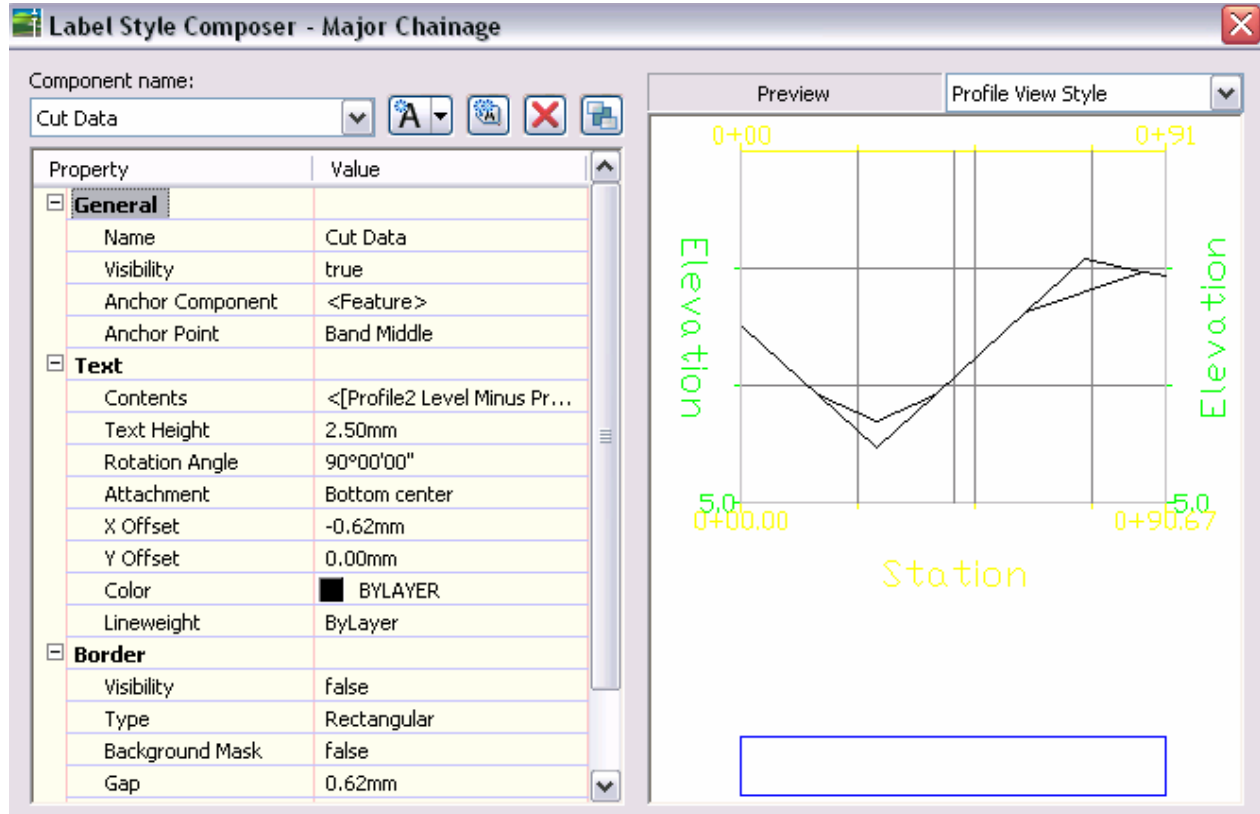 Label Style Composer - Major Chainage
Component name:
Cut Data
Property Value
General
Name Cut Data
Visibility true
Anchor Component <Feature>
Anchor Point Band Middle
Text
Contents <[Profile2 Level Minus Pr...
Text Height 2.50mm
Rotation Angle 90°00'00"
Attachment Bottom center
X Offset -0.62mm
Y Offset 0.00mm
Color BYLAYER
Lineweight ByLayer
Border
Visibility false
Type Rectangular
Background Mask false
Gap 0.62mm
Preview Profile View Style
0+00 0+91
Elevation
Elevation
5.0 5.0
0+00.00 0+90.67
Station